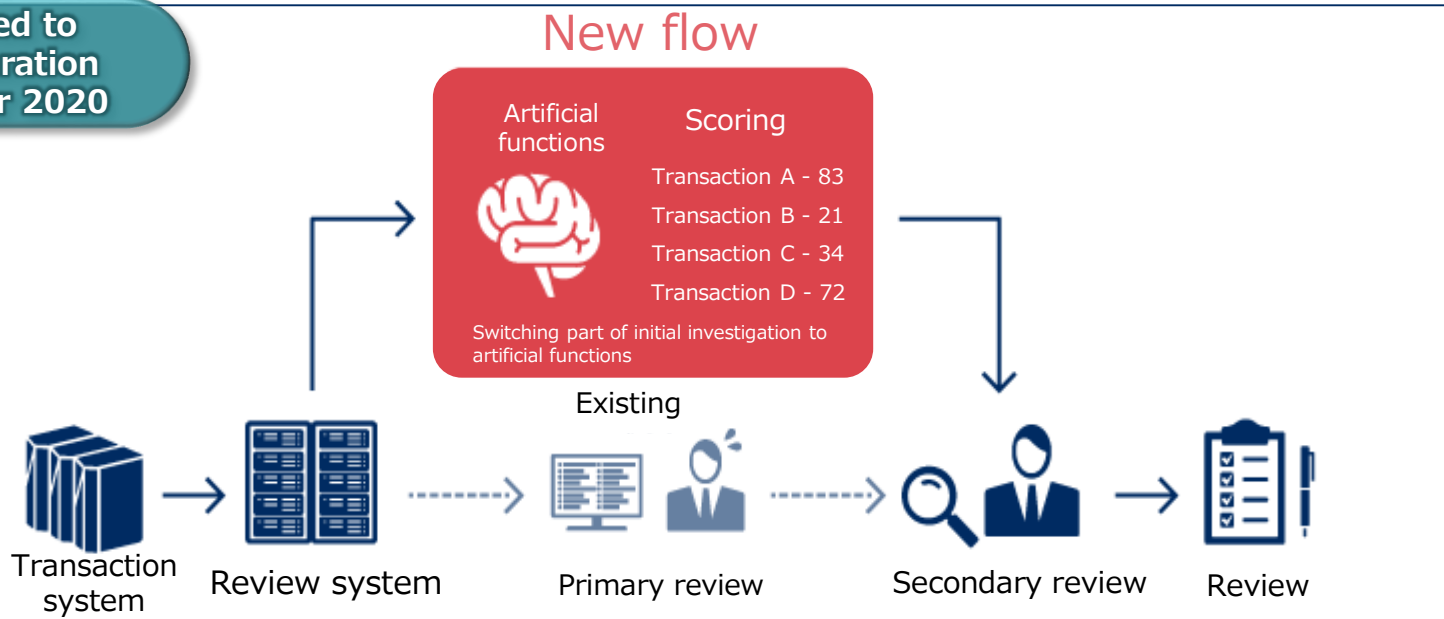 ed to
ration
r 2020
New flow
Artificial
functions
Scoring
Transaction A - 83
Transaction B - 21
Transaction C - 34
Transaction D - 72
Switching part of initial investigation to
artificial functions
Existing
Transaction
system
Review system
Primary review
Secondary review
Review